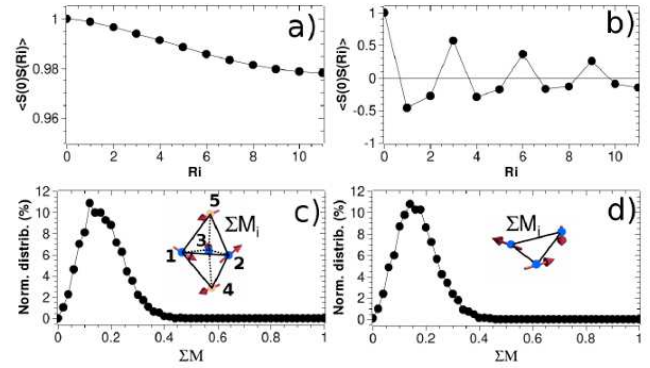 a)
<S(0)S(Ri)>
1
0.98
0.96
0 2 4 6 8 10
Ri
b)
<S(0)S(Ri)>
1
0.5
0
-0.5
-1
0 2 4 6 8 10
Ri
c)
Norm. distrib. (%)
12
10
8
6
4
2
0
5
ΣMi
3
1
2
4
0 0.2 0.4 0.6 0.8 1
ΣM
d)
Norm. distrib. (%)
12
10
8
6
4
2
0
ΣMi
0 0.2 0.4 0.6 0.8 1
ΣM